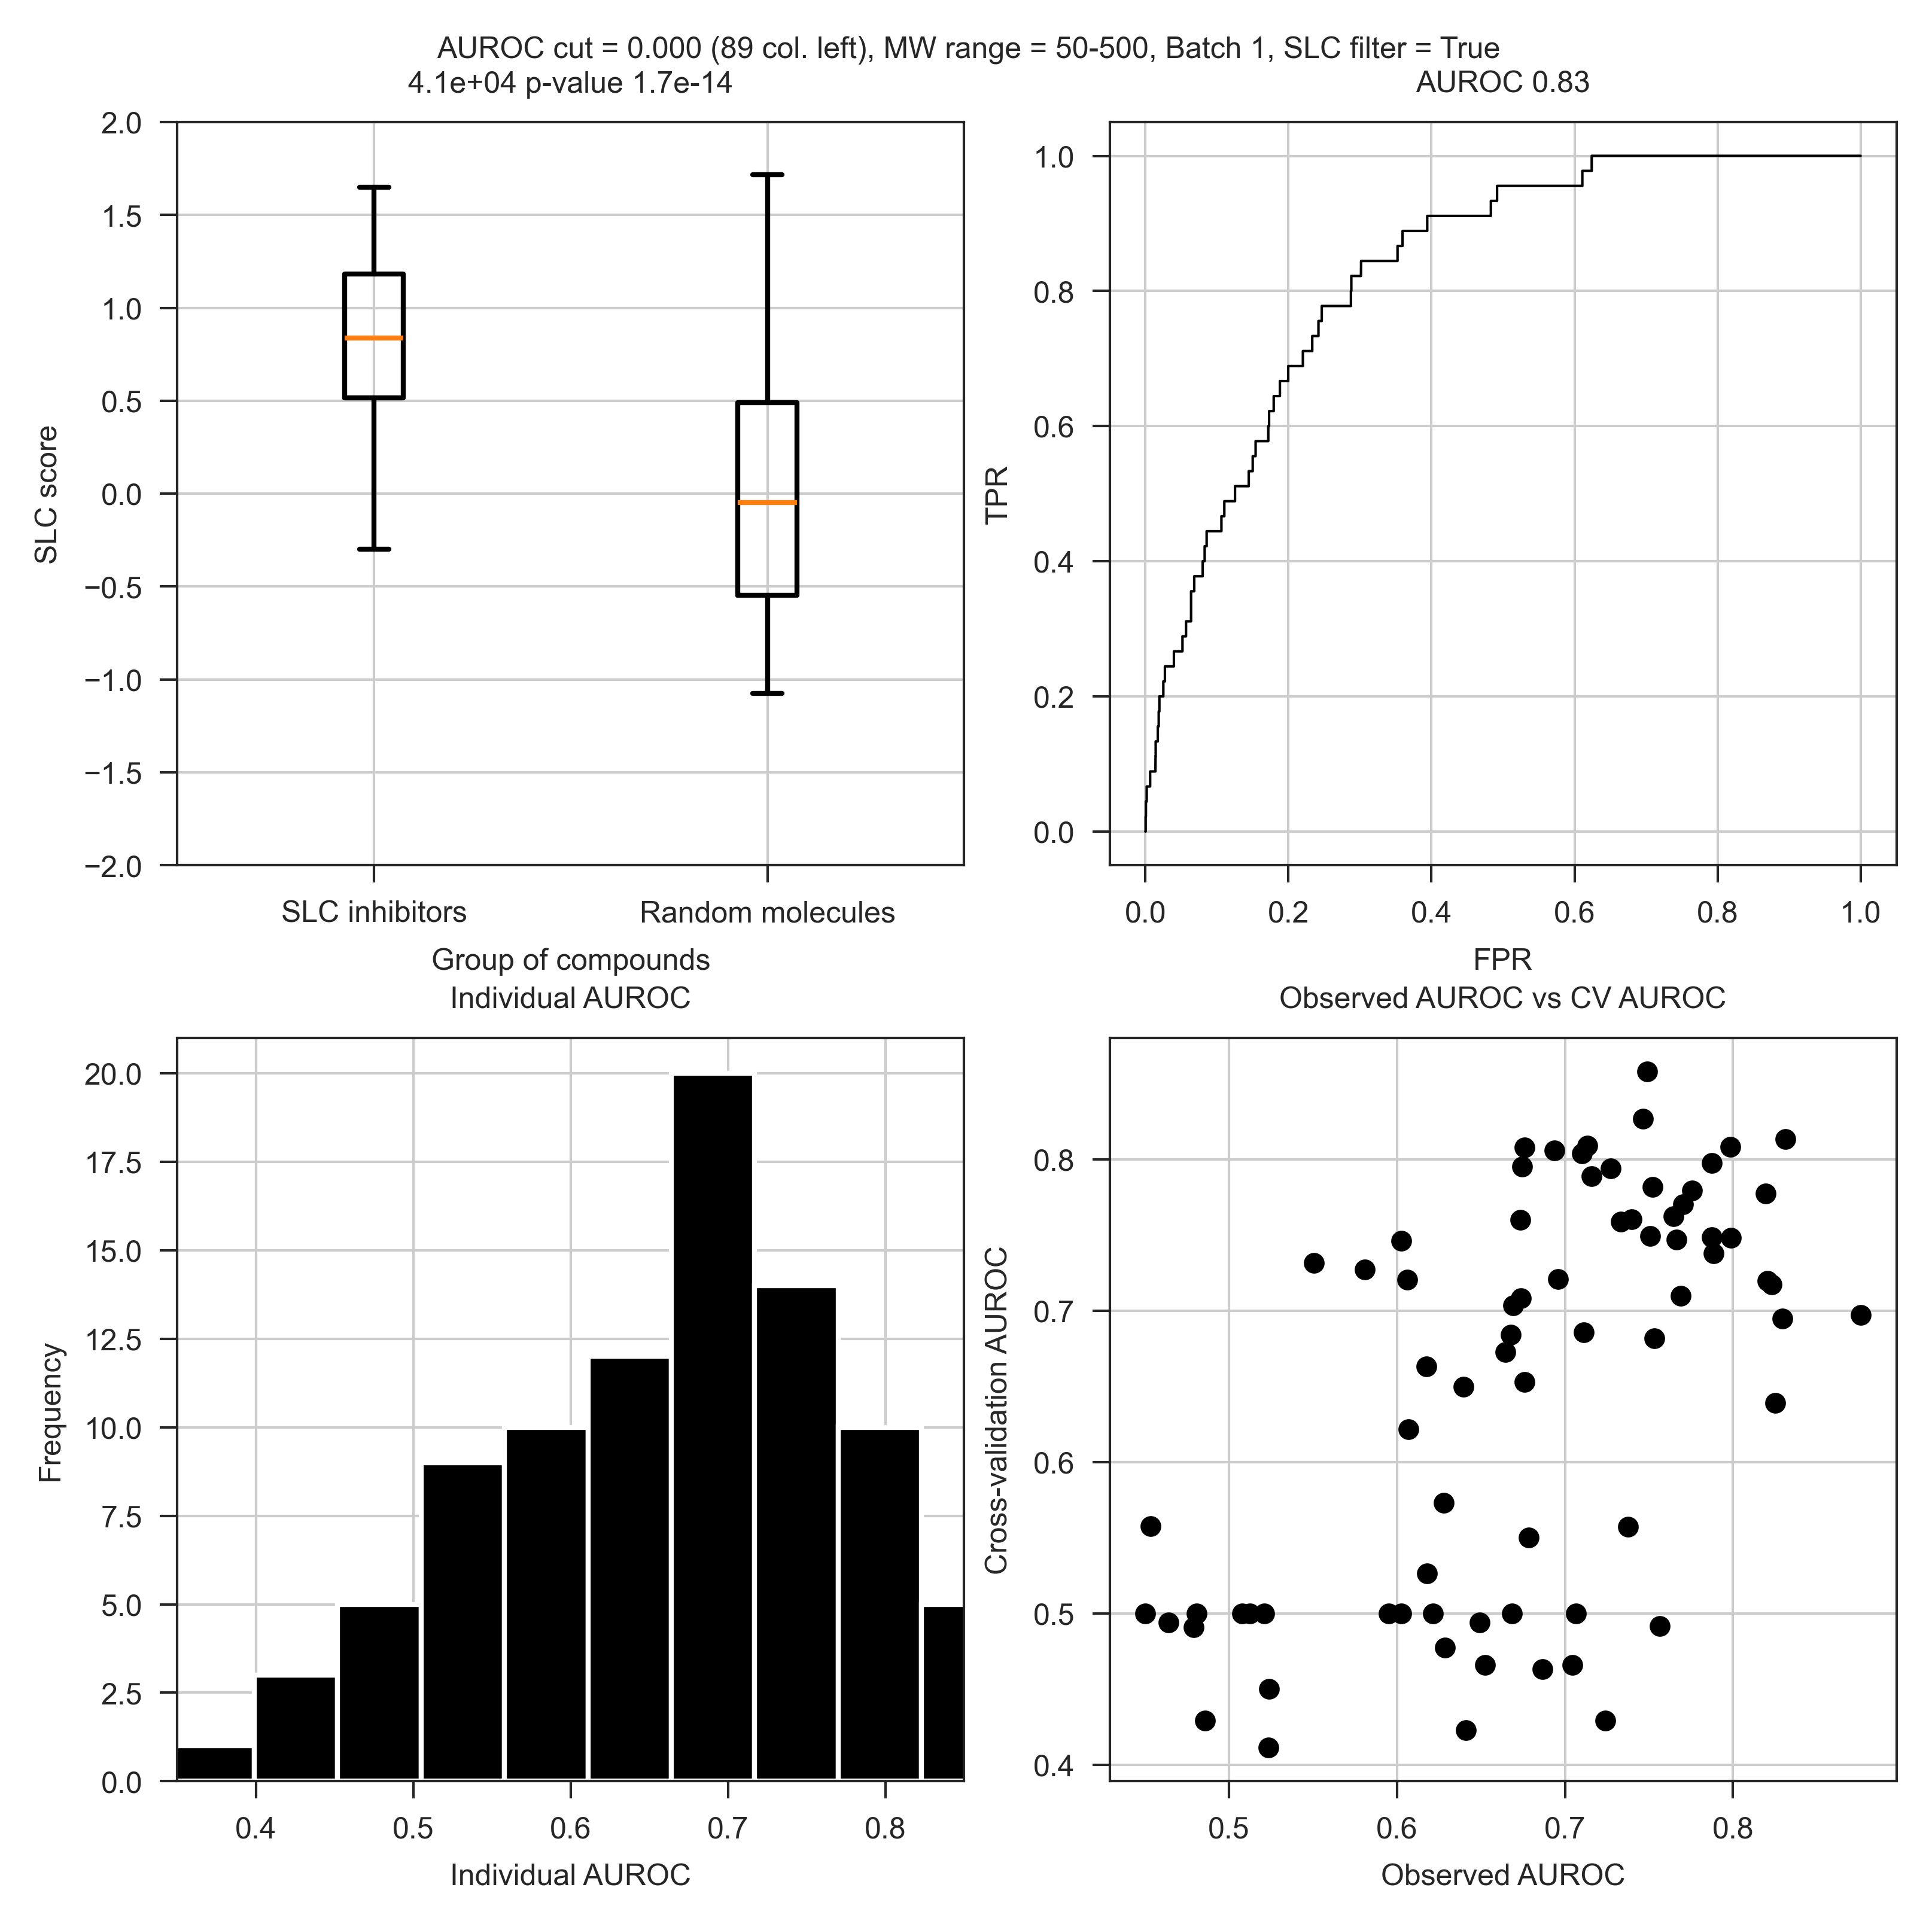 AUROC cut = 0.000 (89 col. left), MW range = 50-500, Batch 1, SLC filter = True
4.1e+04 p-value 1.7e-14
2.0
1.5
1.0
0.5
0.0
−0.5
−1.0
−1.5
−2.0
SLC score
SLC inhibitors
Random molecules
Group of compounds
AUROC 0.83
1.0
0.8
0.6
0.4
0.2
0.0
TPR
0.0
0.2
0.4
0.6
0.8
1.0
FPR
Individual AUROC
20.0
17.5
15.0
12.5
10.0
7.5
5.0
2.5
0.0
Frequency
0.4
0.5
0.6
0.7
0.8
Individual AUROC
Observed AUROC vs CV AUROC
0.8
0.7
0.6
0.5
0.4
Cross-validation AUROC
0.5
0.6
0.7
0.8
Observed AUROC